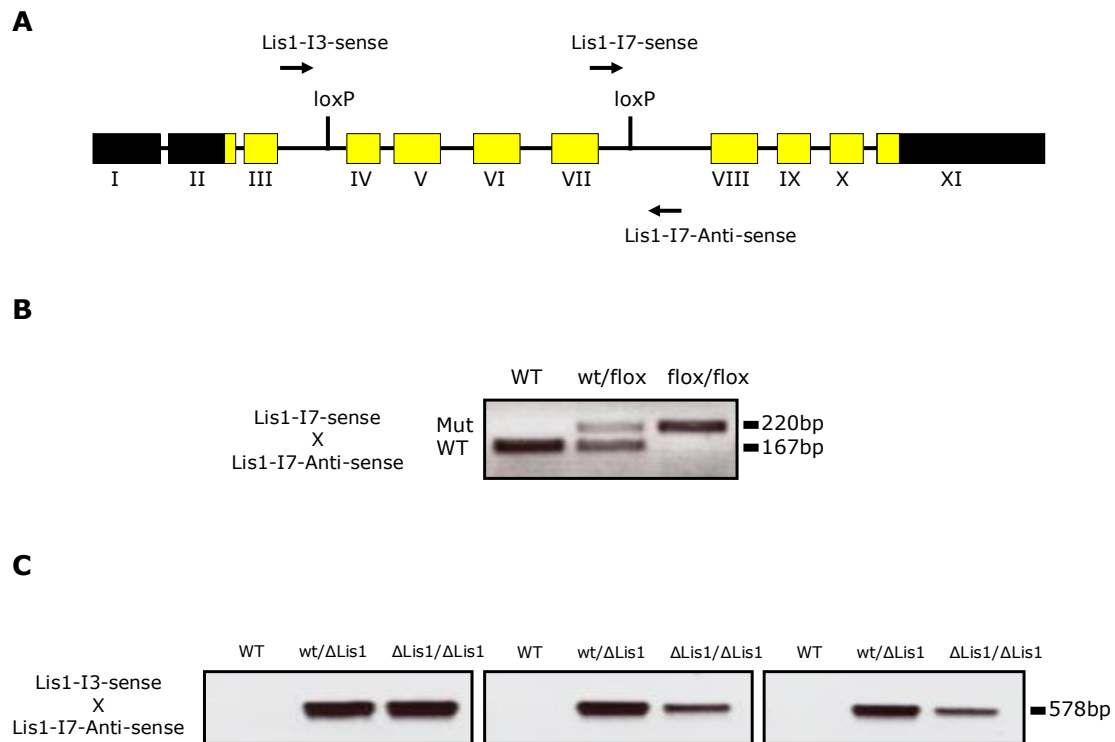 A
Lis1-I3-sense
Lis1-I7-sense
loxP
loxP
I
II
III
IV
V
VI
VII
VIII
IX
X
XI
Lis1-I7-Anti-sense
B
WT
wt/flox
flox/flox
Lis1-I7-sense
X
Lis1-I7-Anti-sense
Mut
WT
220bp
167bp
C
WT
wt/ΔLis1
ΔLis1/ΔLis1
WT
wt/ΔLis1
ΔLis1/ΔLis1
WT
wt/ΔLis1
ΔLis1/ΔLis1
Lis1-I3-sense
X
Lis1-I7-Anti-sense
578bp